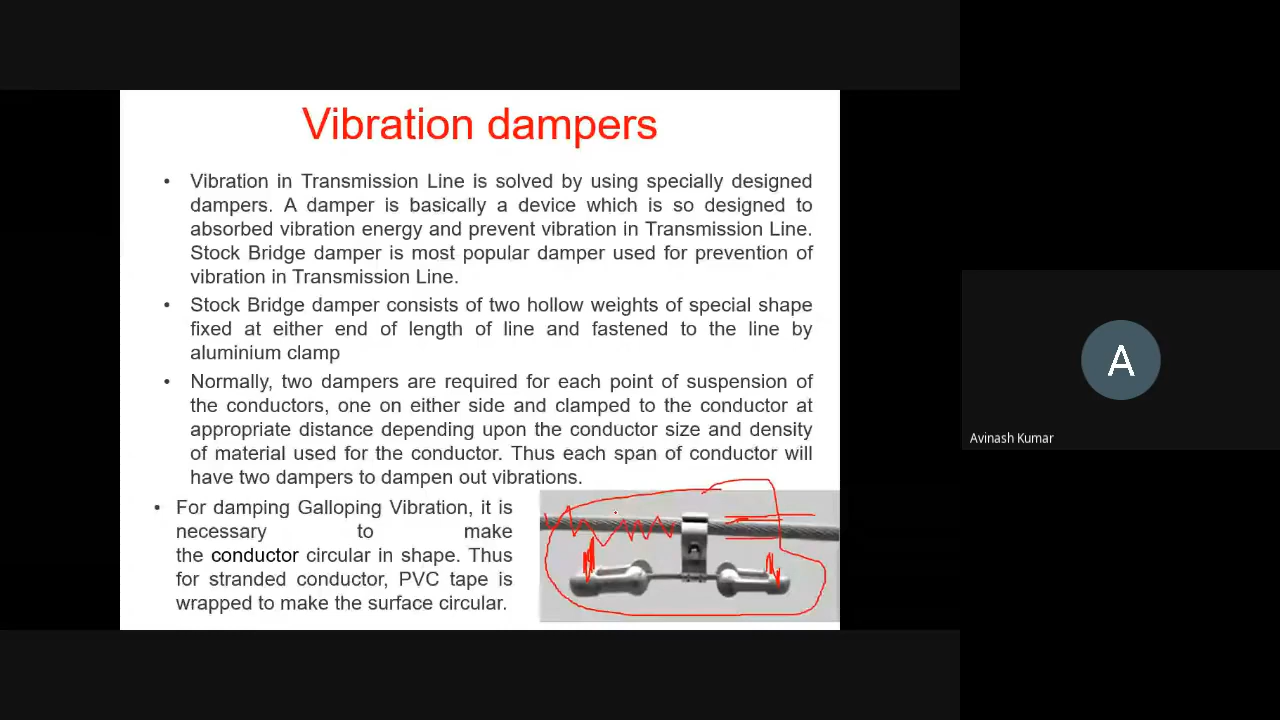 Vibration dampers
• Vibration in Transmission Line is solved by using specially designed
dampers. A damper is basically a device which is so designed to
absorbed vibration energy and prevent vibration in Transmission Line.
Stock Bridge damper is most popular damper used for prevention of
vibration in Transmission Line.
• Stock Bridge damper consists of two hollow weights of special shape
fixed at either end of length of line and fastened to the line by
aluminium clamp
• Normally, two dampers are required for each point of suspension of
the conductors, one on either side and clamped to the conductor at
appropriate distance depending upon the conductor size and density
of material used for the conductor. Thus each span of conductor will
have two dampers to dampen out vibrations.
• For damping Galloping Vibration, it is
necessary to make
the conductor circular in shape. Thus
for stranded conductor, PVC tape is
wrapped to make the surface circular.
A
Avinash Kumar